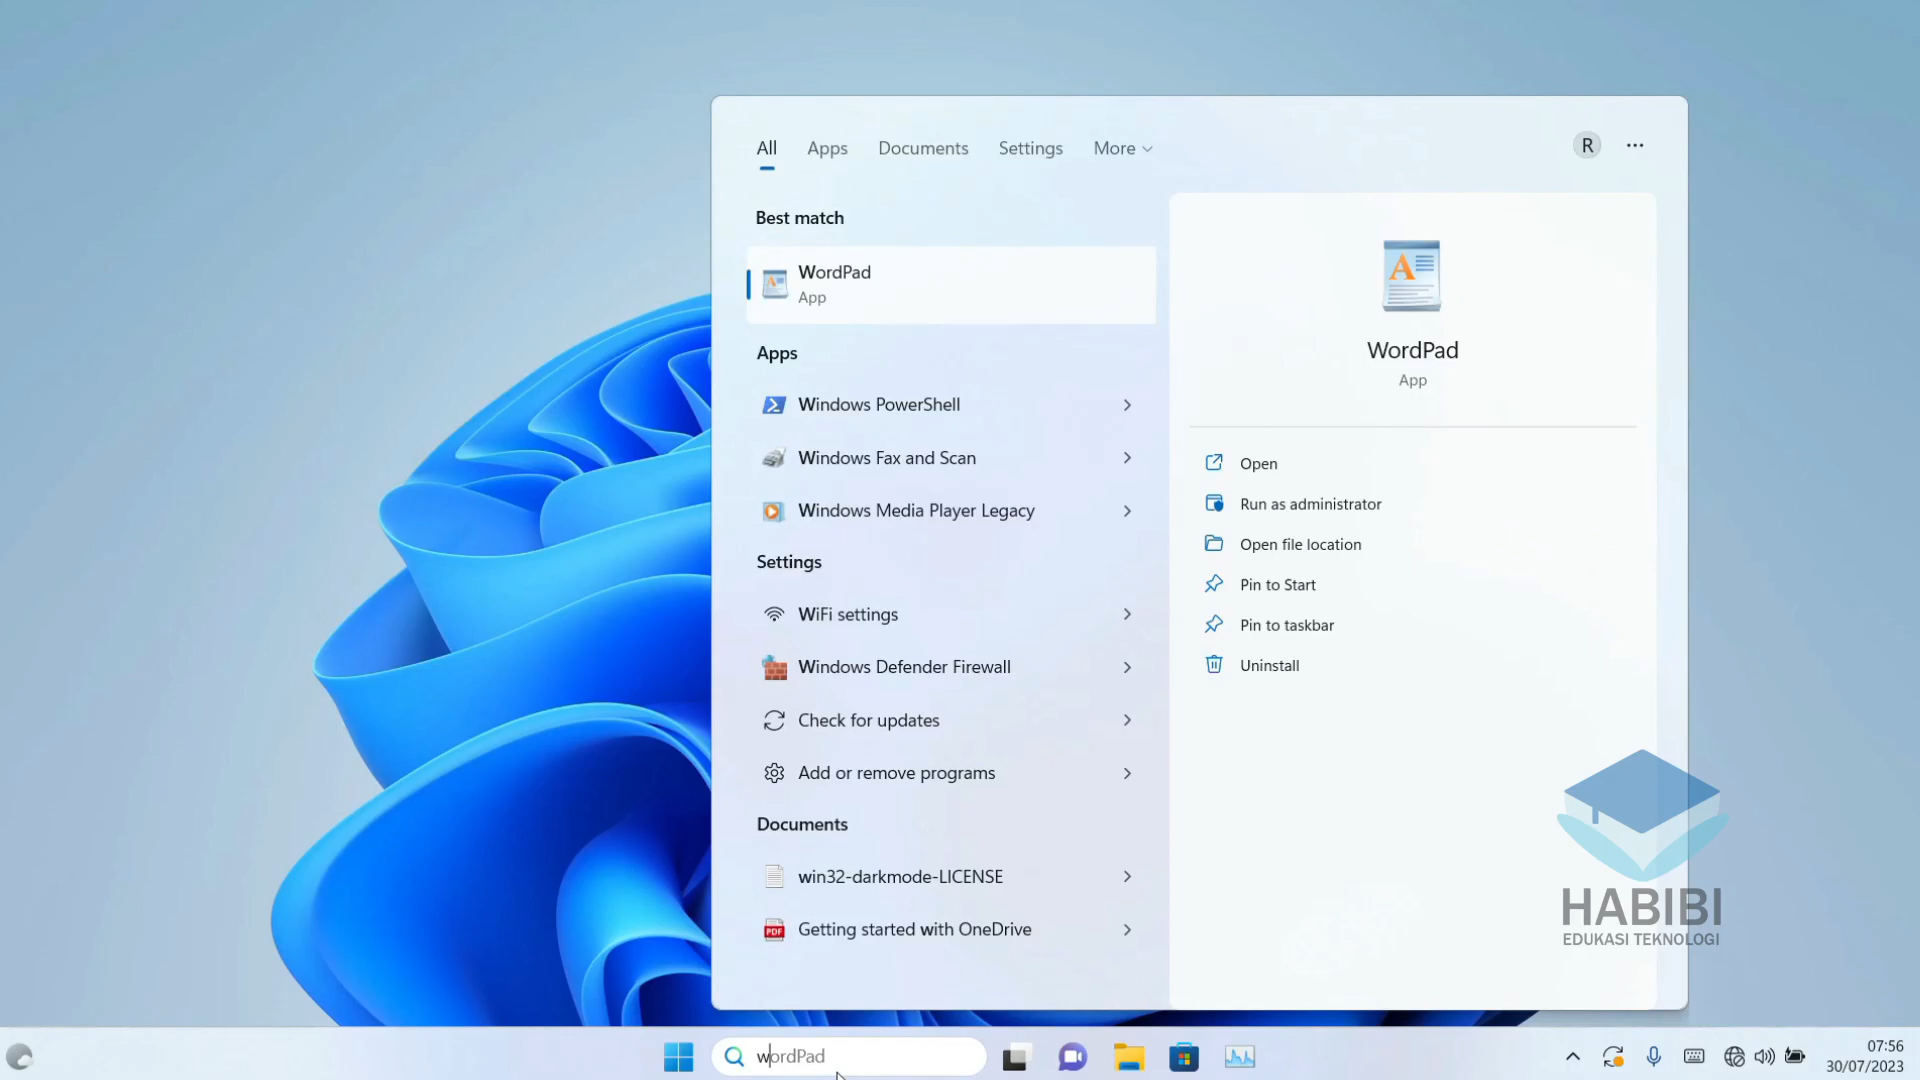 All Apps Documents Settings More
R
Best match
WordPad
App
Apps
Windows PowerShell
Windows Fax and Scan
Windows Media Player Legacy
Settings
WiFi settings
Windows Defender Firewall
Check for updates
Add or remove programs
Documents
win32-darkmode-LICENSE
PDF
Getting started with OneDrive
A
WordPad
App
Open
Run as administrator
Open file location
Pin to Start
Pin to taskbar
Uninstall
HABIBI
EDUKASI TEKNOLOGI
wordPad
07:56
30/07/2023